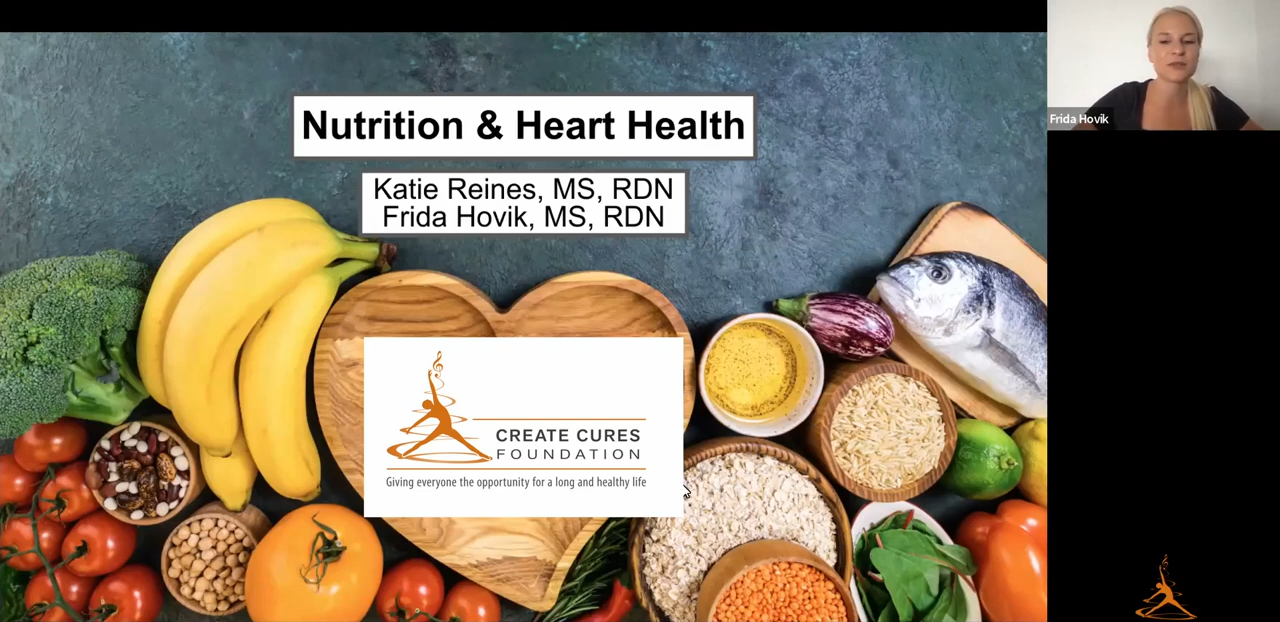 Nutrition & Heart Health
Katie Reines, MS, RDN
Frida Hovik, MS, RDN
CREATE CURES
FOUNDATION
Giving everyone the opportunity for a long and healthy life
Frida Hovik